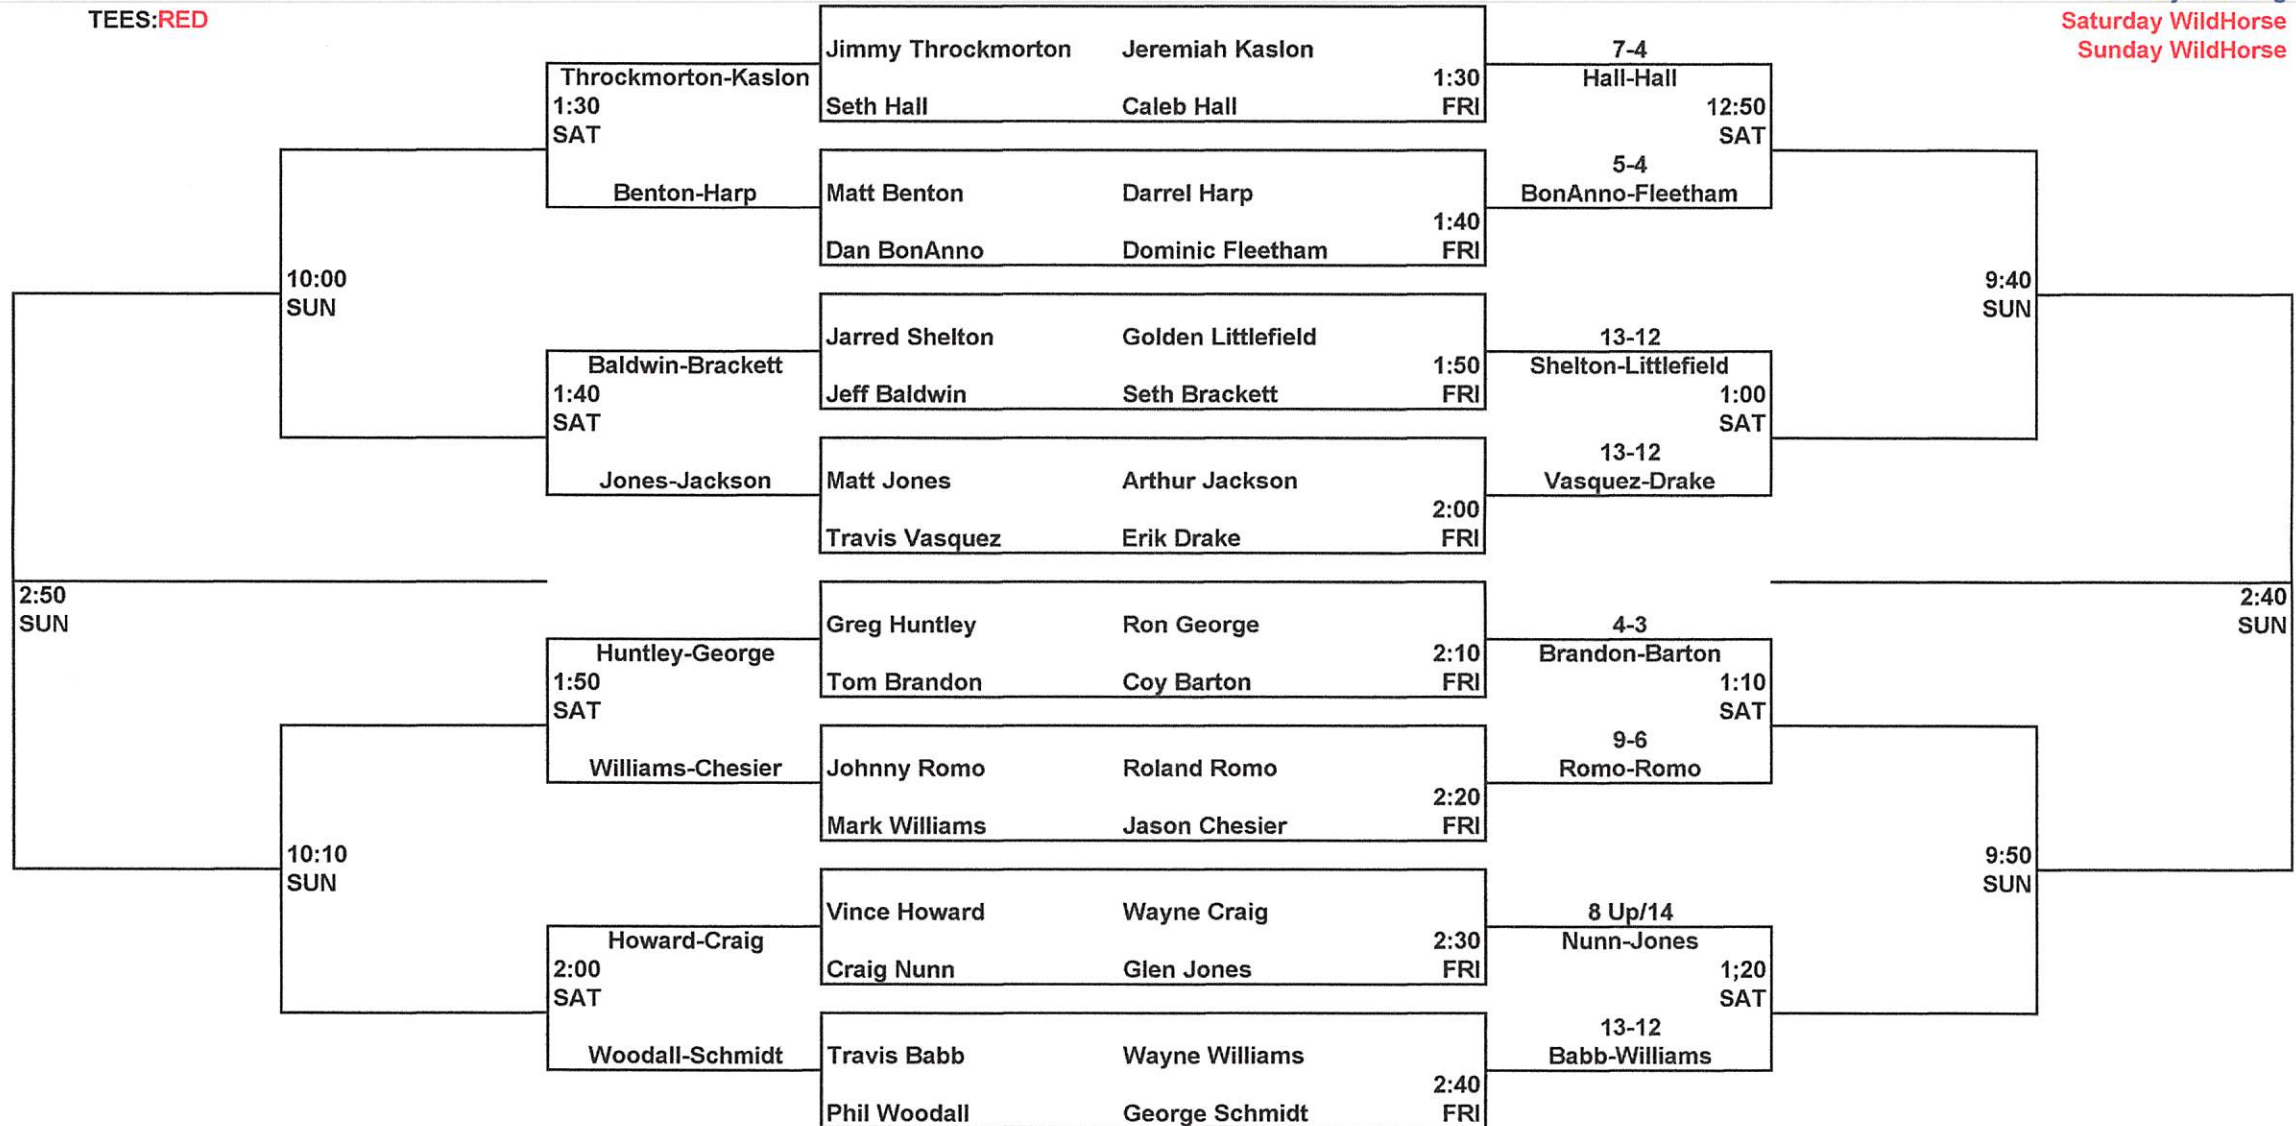 TEES:RED
Saturday WildHorse
Sunday WildHorse
Jimmy Throckmorton Jeremiah Kaslon 7-4
Throckmorton-Kaslon 1:30 Hall-Hall
1:30 Seth Hall Caleb Hall FRI 12:50
SAT SAT
5-4
Benton-Harp Matt Benton Darrel Harp BonAnno-Fleetham
1:40
Dan BonAnno Dominic Fleetham FRI
10:00 9:40
SUN SUN
Jarred Shelton Golden Littlefield 13-12
Baldwin-Brackett 1:50 Shelton-Littlefield
1:40 Jeff Baldwin Seth Brackett FRI 1:00
SAT SAT
13-12
Jones-Jackson Matt Jones Arthur Jackson Vasquez-Drake
2:00
Travis Vasquez Erik Drake FRI
2:50 2:40
SUN Greg Huntley Ron George 4-3 SUN
Huntley-George 2:10 Brandon-Barton
1:50 Tom Brandon Coy Barton FRI 1:10
SAT SAT
9-6
Williams-Chesier Johnny Romo Roland Romo Romo-Romo
2:20
Mark Williams Jason Chesier FRI
10:10 9:50
SUN SUN
Vince Howard Wayne Craig 8 Up/14
Howard-Craig 2:30 Nunn-Jones
2:00 Craig Nunn Glen Jones FRI 1;20
SAT SAT
13-12
Woodall-Schmidt Travis Babb Wayne Williams Babb-Williams
2:40
Phil Woodall George Schmidt FRI